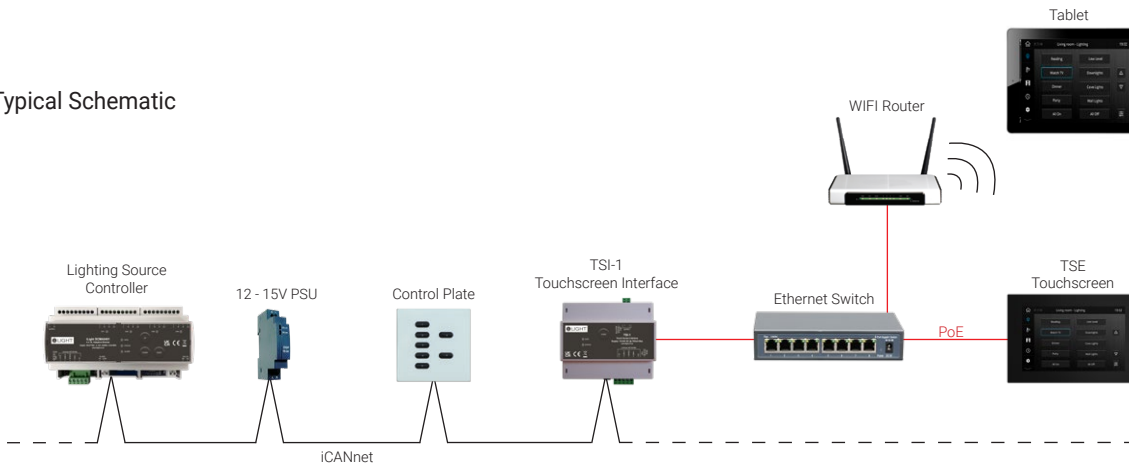 Tablet
Typical Schematic
WIFI Router
Lighting Source
Controller
12 - 15V PSU
Control Plate
TSI-1
Touchscreen Interface
Ethernet Switch
PoE
TSE
Touchscreen
iCANnet